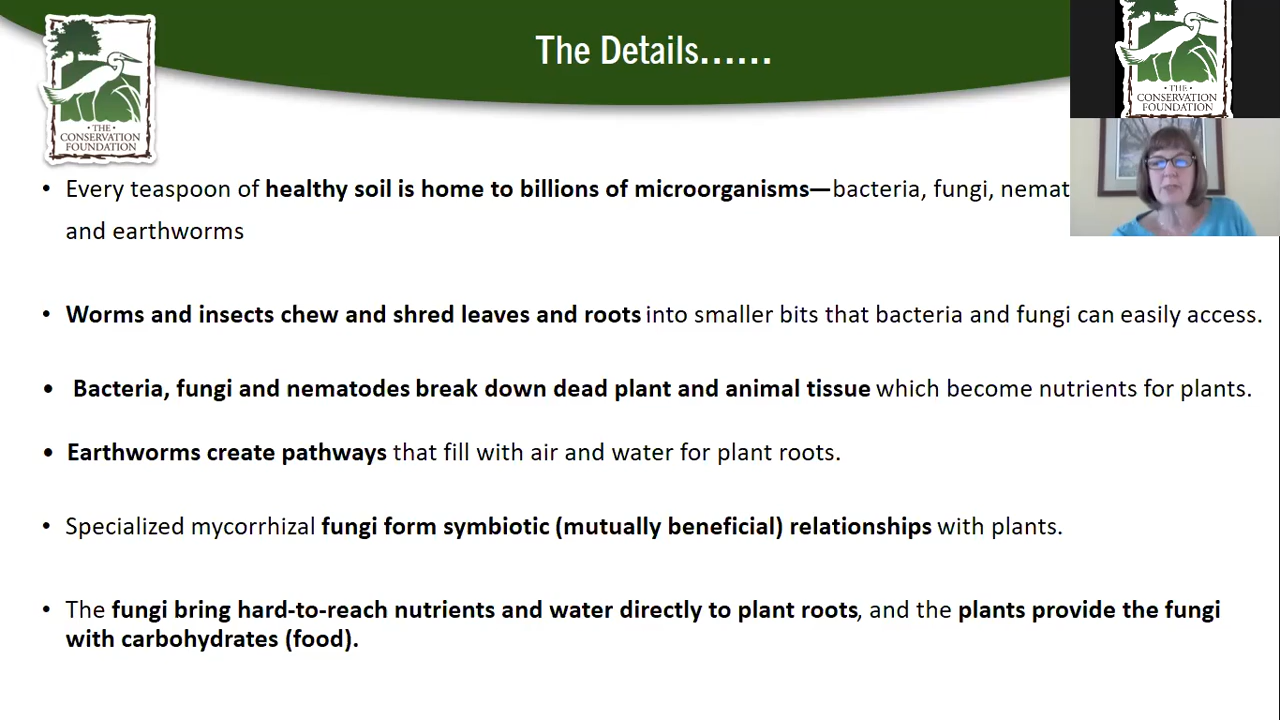 The Details......
• THE •
CONSERVATION
FOUNDATION
• THE •
CONSERVATION
FOUNDATION
• Every teaspoon of healthy soil is home to billions of microorganisms—bacteria, fungi,
and earthworms
• Worms and insects chew and shred leaves and roots into smaller bits that bacteria and fungi can easily access.
• Bacteria, fungi and nematodes break down dead plant and animal tissue which become nutrients for plants.
• Earthworms create pathways that fill with air and water for plant roots.
• Specialized mycorrhizal fungi form symbiotic (mutually beneficial) relationships with plants.
• The fungi bring hard-to-reach nutrients and water directly to plant roots, and the plants provide the fungi
with carbohydrates (food).